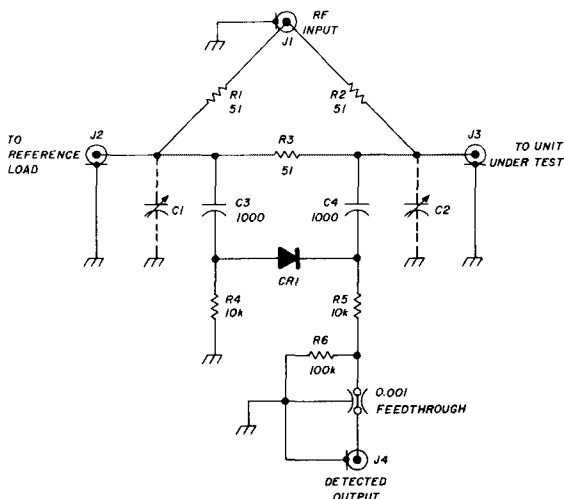 RF
INPUT
J1
R1
51
R2
51
TO
REFERENCE
LOAD
J2
R3
51
J3
TO UNIT
UNDER TEST
C1
C3
1000
C4
1000
C2
CR1
R4
10k
R5
10k
R6
100k
0.001
FEEDTHROUGH
J4
DETECTED
OUTPUT